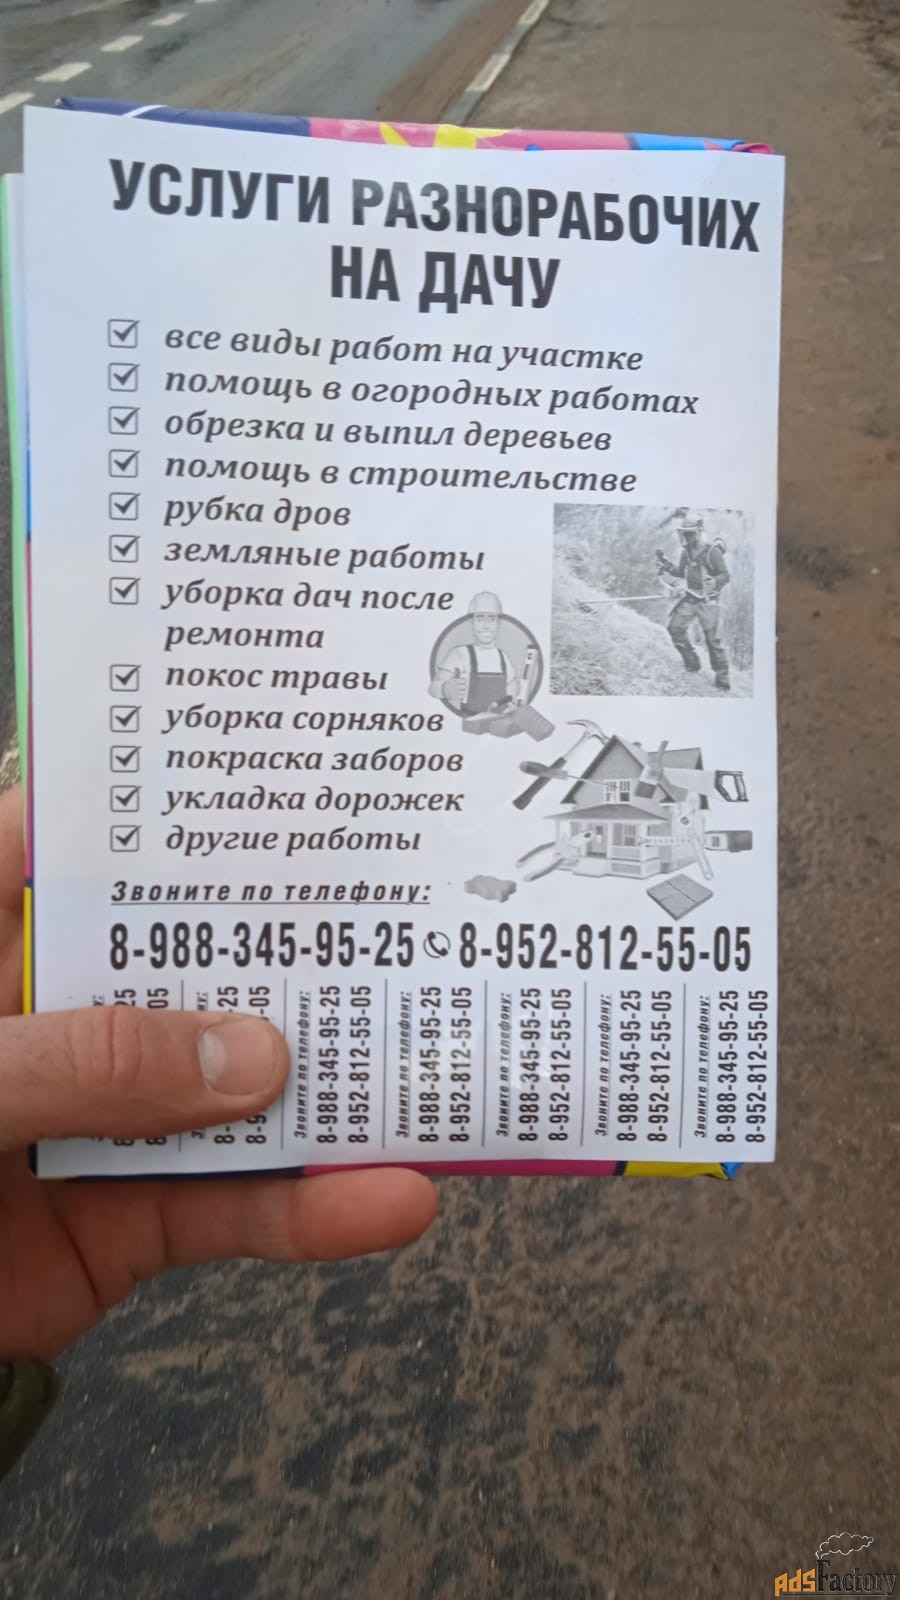 УСЛУГИ РАЗНОРАБОЧИХ
НА ДАЧУ
все виды работ на участке
помощь в огородных работах
обрезка и выпил деревьев
помощь в строительстве
рубка дров
земляные работы
уборка дач после
ремонта
покос травы
уборка сорняков
покраска заборов
укладка дорожек
другие работы
Звоните по телефону:
8-988-345-95-25 8-952-812-55-05
Звоните по телефону:
8-988-345-95-25
8-952-812-55-05
Звоните по телефону:
8-988-345-95-25
8-952-812-55-05
Звоните по телефону:
8-988-345-95-25
8-952-812-55-05
Звоните по телефону:
8-988-345-95-25
8-952-812-55-05
Звоните по телефону:
8-988-345-95-25
8-952-812-55-05
AdsFactory